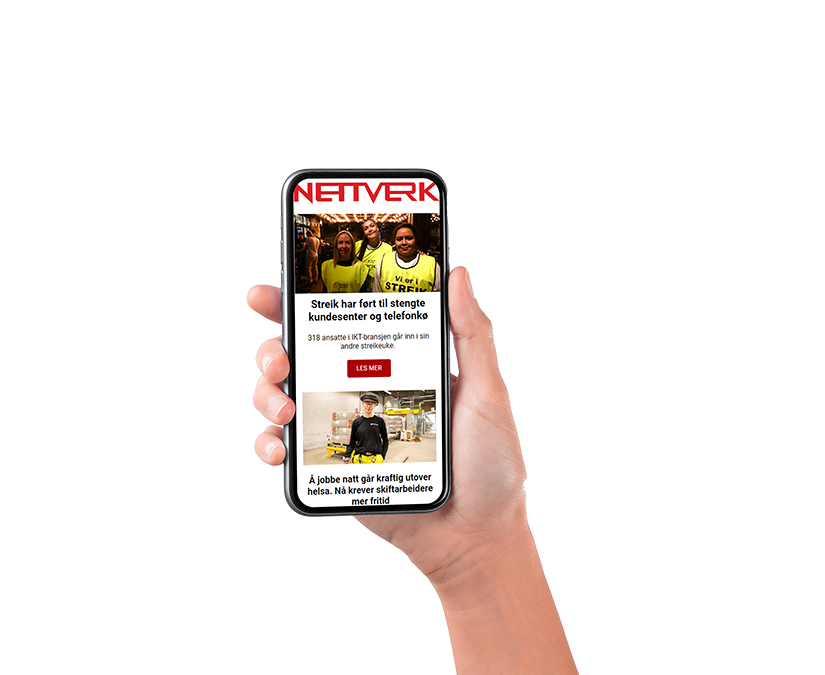 NETTVERK
Vi er i
STREIK
Streik har ført til stengte
kundesenter og telefonkø
318 ansatte i IKT-bransjen går inn i sin
andre streikeuke.
LES MER
Å jobbe natt går kraftig utover
helsa. Nå krever skiftarbeidere
mer fritid